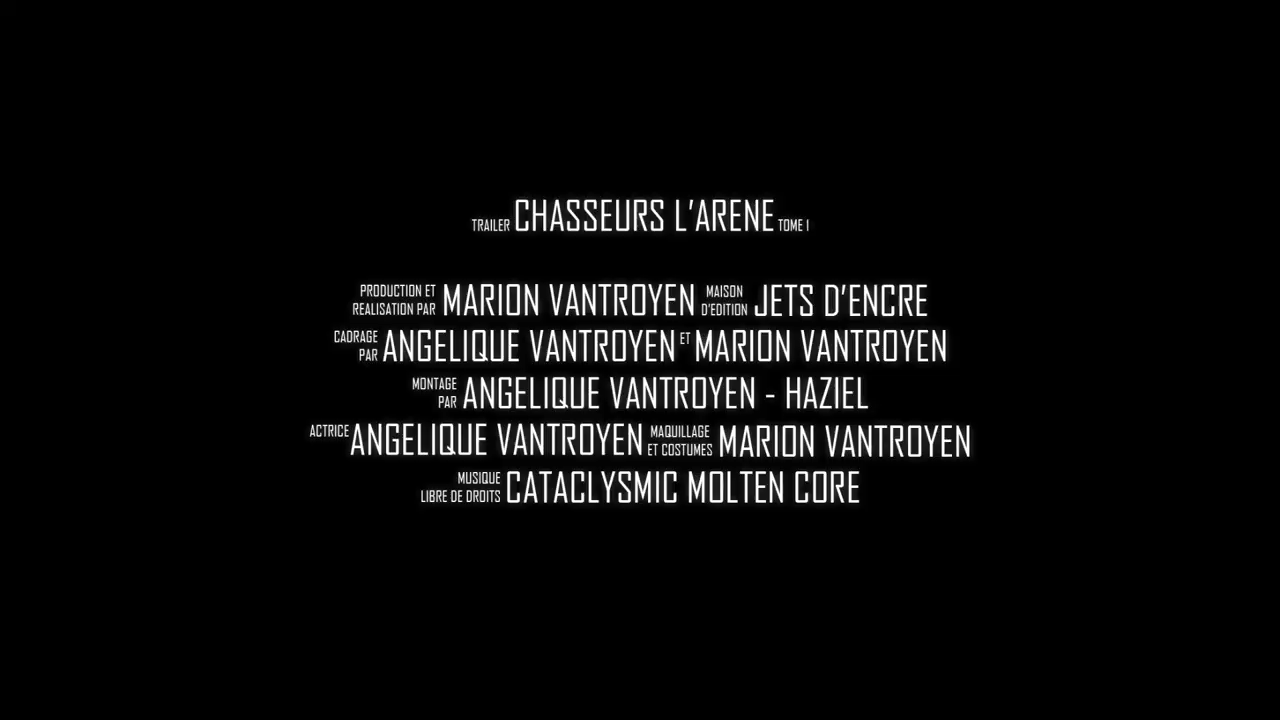 TRAILER CHASSEURS L'ARENE TOME I
PRODUCTION ET REALISATION PAR MARION VANTROYEN MAISON D'EDITION JETS D'ENCRE
CADRAGE PAR ANGELIQUE VANTROYEN ET MARION VANTROYEN
MONTAGE PAR ANGELIQUE VANTROYEN - HAZIEL
ACTRICE ANGELIQUE VANTROYEN MAQUILLAGE ET COSTUMES MARION VANTROYEN
MUSIQUE LIBRE DE DROITS CATACLYSMIC MOLTEN CORE